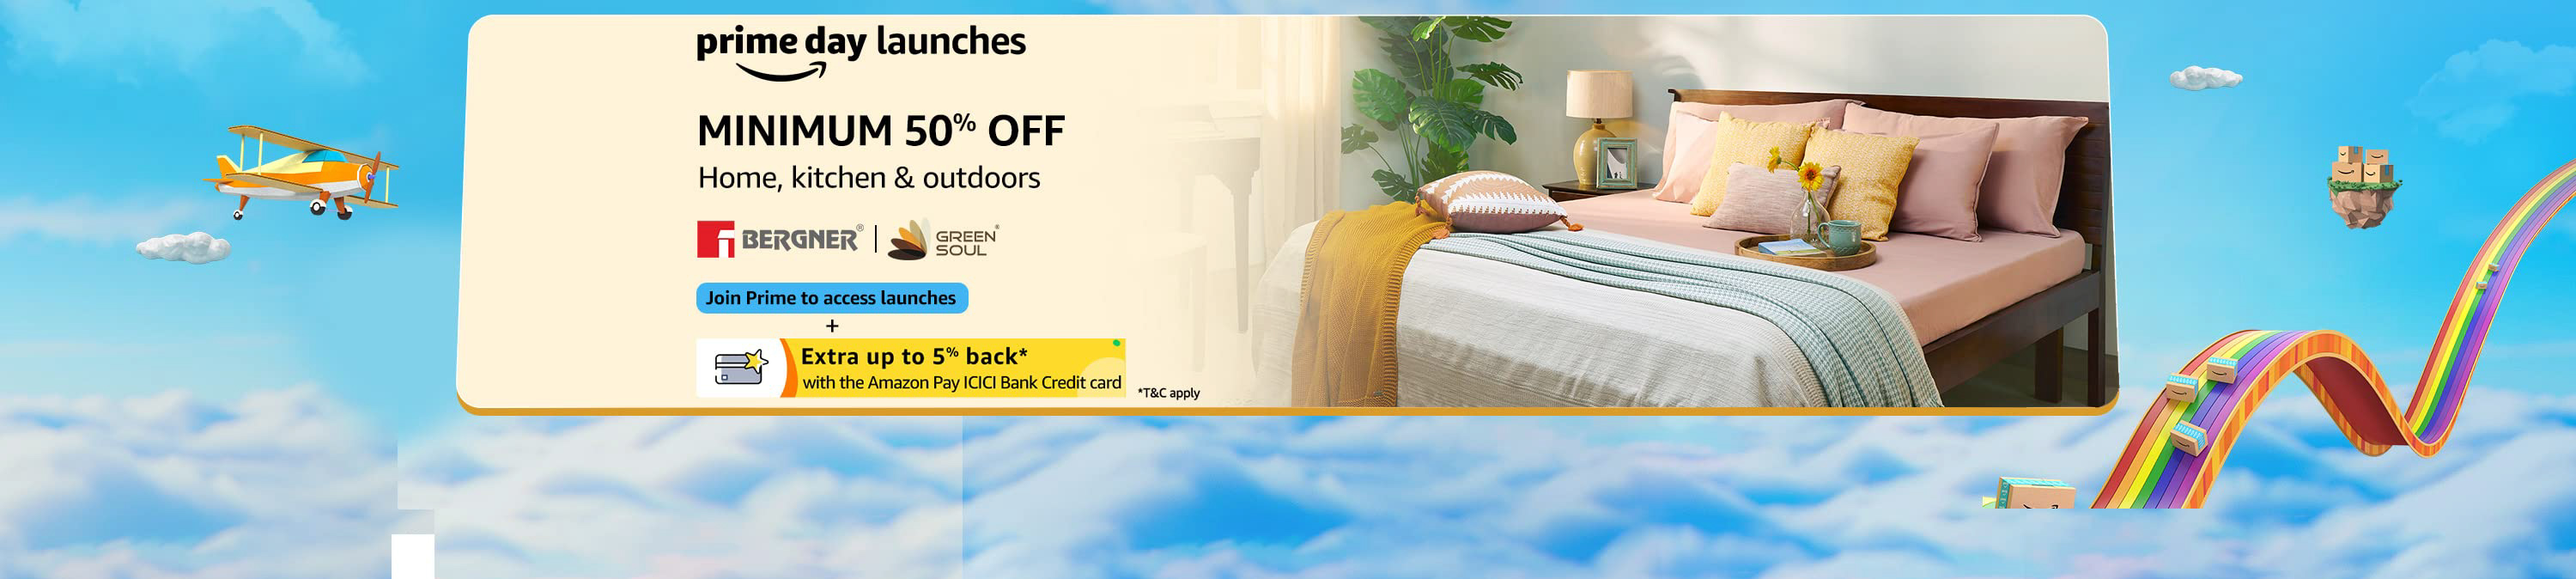 prime day launches
MINIMUM 50% OFF
Home, kitchen & outdoors
BERGNER® | GREEN SOUL®
Join Prime to access launches
+
Extra up to 5% back*
with the Amazon Pay ICICI Bank Credit card
*T&C apply